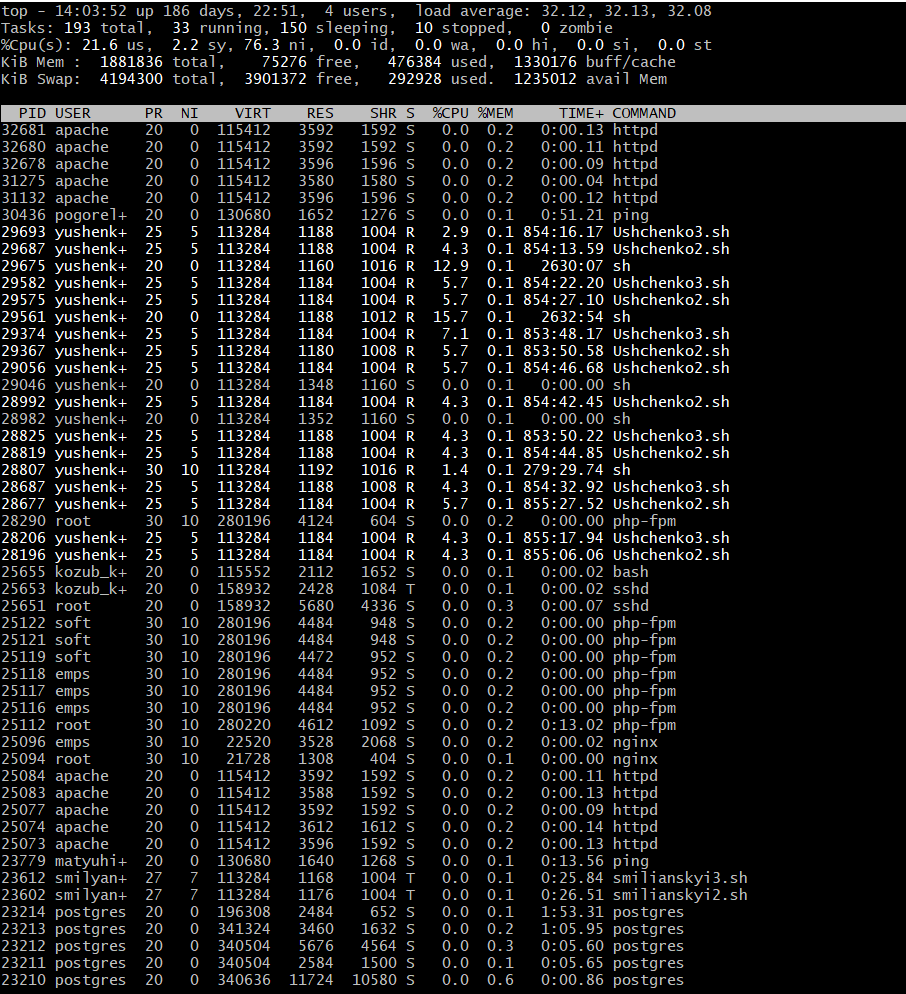 top - 14:03:52 up 186 days, 22:51,  4 users,  load average: 32.12, 32.13, 32.08
Tasks: 193 total,  33 running, 150 sleeping,  10 stopped,   0 zombie
%Cpu(s): 21.6 us,  2.2 sy, 76.3 ni,  0.0 id,  0.0 wa,  0.0 hi,  0.0 si,  0.0 st
KiB Mem :  1881836 total,    75276 free,   476384 used,  1330176 buff/cache
KiB Swap:  4194300 total,  3901372 free,   292928 used.  1235012 avail Mem
  PID USER      PR  NI    VIRT    RES    SHR S  %CPU %MEM     TIME+ COMMAND
32681 apache    20   0  115412   3592   1592 S   0.0  0.2   0:00.13 httpd
32680 apache    20   0  115412   3592   1592 S   0.0  0.2   0:00.11 httpd
32678 apache    20   0  115412   3596   1596 S   0.0  0.2   0:00.09 httpd
31275 apache    20   0  115412   3580   1580 S   0.0  0.2   0:00.04 httpd
31132 apache    20   0  115412   3596   1596 S   0.0  0.2   0:00.12 httpd
30436 pogorel+  20   0  130680   1652   1276 S   0.0  0.1   0:51.21 ping
29693 yushenk+  25   5  113284   1188   1004 R   2.9  0.1 854:16.17 Ushchenko3.sh
29687 yushenk+  25   5  113284   1188   1004 R   4.3  0.1 854:13.59 Ushchenko2.sh
29675 yushenk+  20   0  113284   1160   1016 R  12.9  0.1   2630:07 sh
29582 yushenk+  25   5  113284   1184   1004 R   5.7  0.1 854:22.20 Ushchenko3.sh
29575 yushenk+  25   5  113284   1184   1004 R   5.7  0.1 854:27.10 Ushchenko2.sh
29561 yushenk+  20   0  113284   1188   1012 R  15.7  0.1   2632:54 sh
29374 yushenk+  25   5  113284   1184   1004 R   7.1  0.1 853:48.17 Ushchenko3.sh
29367 yushenk+  25   5  113284   1180   1008 R   5.7  0.1 853:50.58 Ushchenko2.sh
29056 yushenk+  25   5  113284   1184   1004 R   5.7  0.1 854:46.68 Ushchenko2.sh
29046 yushenk+  20   0  113284   1348   1160 S   0.0  0.1   0:00.00 sh
28992 yushenk+  25   5  113284   1184   1004 R   4.3  0.1 854:42.45 Ushchenko2.sh
28982 yushenk+  20   0  113284   1352   1160 S   0.0  0.1   0:00.00 sh
28825 yushenk+  25   5  113284   1188   1004 R   4.3  0.1 853:50.22 Ushchenko3.sh
28819 yushenk+  25   5  113284   1188   1004 R   4.3  0.1 854:44.85 Ushchenko2.sh
28807 yushenk+  30  10  113284   1192   1016 R   1.4  0.1 279:29.74 sh
28687 yushenk+  25   5  113284   1188   1008 R   4.3  0.1 854:32.92 Ushchenko3.sh
28677 yushenk+  25   5  113284   1184   1004 R   5.7  0.1 855:27.52 Ushchenko2.sh
28290 root      30  10  280196   4124    604 S   0.0  0.2   0:00.00 php-fpm
28206 yushenk+  25   5  113284   1184   1004 R   4.3  0.1 855:17.94 Ushchenko3.sh
28196 yushenk+  25   5  113284   1184   1004 R   4.3  0.1 855:06.06 Ushchenko2.sh
25655 kozub_k+  20   0  115552   2112   1652 S   0.0  0.1   0:00.02 bash
25653 kozub_k+  20   0  158932   2428   1084 T   0.0  0.1   0:00.02 sshd
25651 root      20   0  158932   5680   4336 S   0.0  0.3   0:00.07 sshd
25122 soft      30  10  280196   4484    948 S   0.0  0.2   0:00.00 php-fpm
25121 soft      30  10  280196   4484    948 S   0.0  0.2   0:00.00 php-fpm
25119 soft      30  10  280196   4472    952 S   0.0  0.2   0:00.00 php-fpm
25118 emps      30  10  280196   4484    952 S   0.0  0.2   0:00.00 php-fpm
25117 emps      30  10  280196   4484    952 S   0.0  0.2   0:00.00 php-fpm
25116 emps      30  10  280196   4484    952 S   0.0  0.2   0:00.00 php-fpm
25112 root      30  10  280220   4612   1092 S   0.0  0.2   0:13.02 php-fpm
25096 emps      30  10   22520   3528   2068 S   0.0  0.2   0:00.02 nginx
25094 root      30  10   21728   1308    404 S   0.0  0.1   0:00.00 nginx
25084 apache    20   0  115412   3592   1592 S   0.0  0.2   0:00.11 httpd
25083 apache    20   0  115412   3588   1592 S   0.0  0.2   0:00.13 httpd
25077 apache    20   0  115412   3592   1592 S   0.0  0.2   0:00.09 httpd
25074 apache    20   0  115412   3612   1612 S   0.0  0.2   0:00.14 httpd
25073 apache    20   0  115412   3596   1592 S   0.0  0.2   0:00.13 httpd
23779 matyuhi+  20   0  130680   1640   1268 S   0.0  0.1   0:13.56 ping
23612 smilyan+  27   7  113284   1168   1004 T   0.0  0.1   0:25.84 smilianskyi3.sh
23602 smilyan+  27   7  113284   1176   1004 T   0.0  0.1   0:26.51 smilianskyi2.sh
23214 postgres  20   0  196308   2484    652 S   0.0  0.1   1:53.31 postgres
23213 postgres  20   0  341324   3460   1632 S   0.0  0.2   1:05.95 postgres
23212 postgres  20   0  340504   5676   4564 S   0.0  0.3   0:05.60 postgres
23211 postgres  20   0  340504   2584   1500 S   0.0  0.1   0:05.65 postgres
23210 postgres  20   0  340636  11724  10580 S   0.0  0.6   0:00.86 postgres